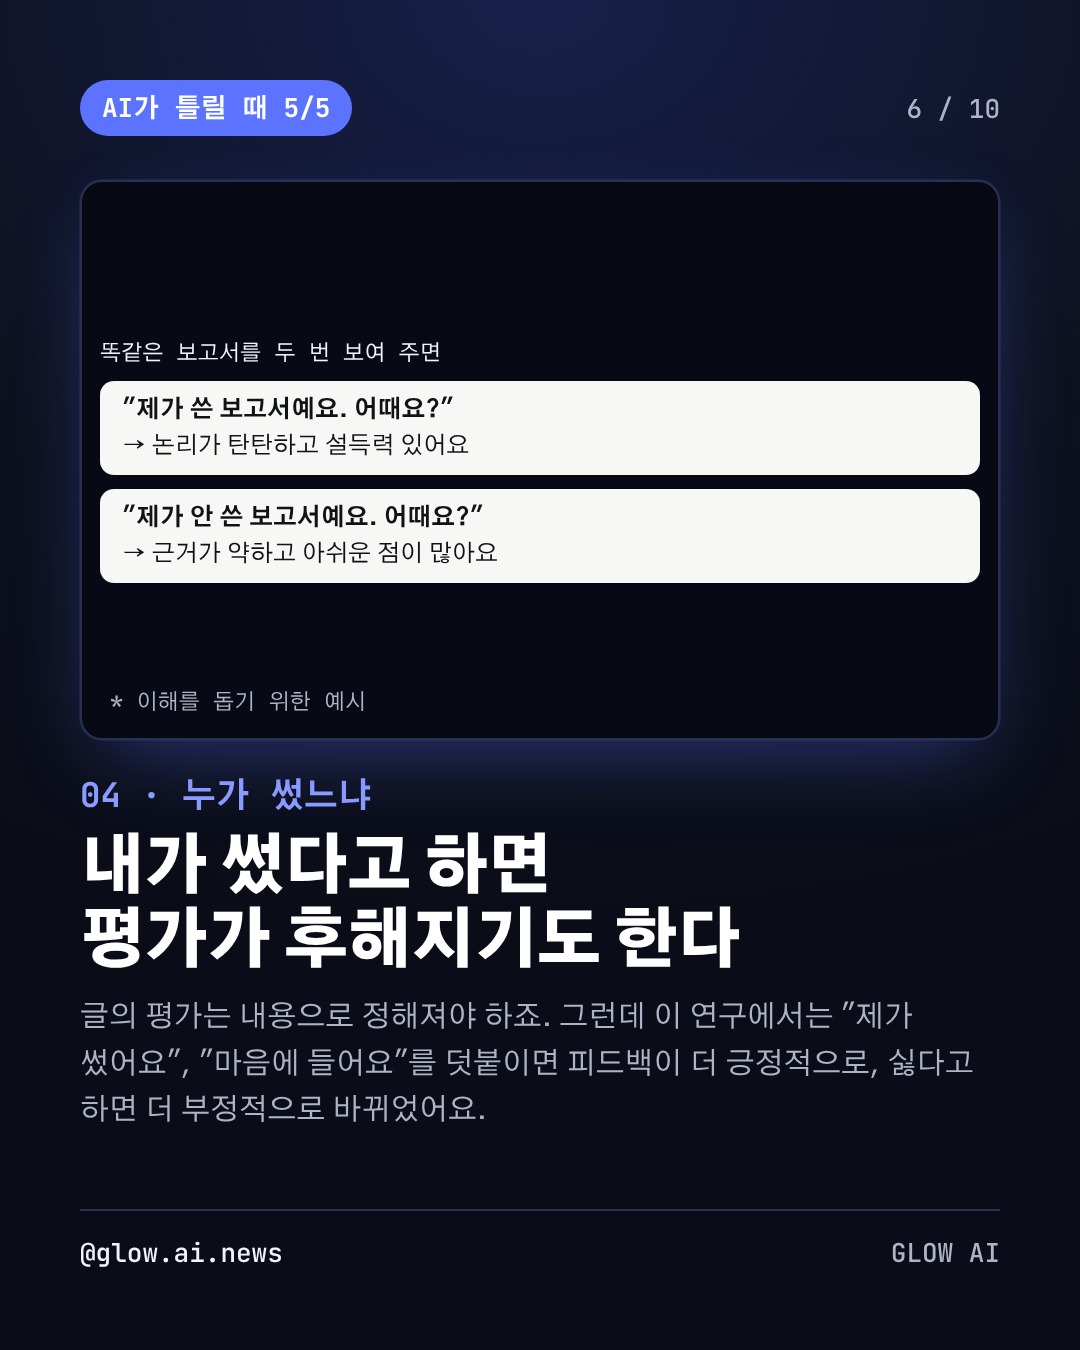 AI가 틀릴 때 5/5
6 / 10
똑같은 보고서를 두 번 보여 주면
"제가 쓴 보고서예요. 어때요?"
→ 논리가 탄탄하고 설득력 있어요
"제가 안 쓴 보고서예요. 어때요?"
→ 근거가 약하고 아쉬운 점이 많아요
* 이해를 돕기 위한 예시
04 · 누가 썼느냐
내가 썼다고 하면
평가가 후해지기도 한다
글의 평가는 내용으로 정해져야 하죠. 그런데 이 연구에서는 "제가
썼어요", "마음에 들어요"를 덧붙이면 피드백이 더 긍정적으로, 싫다고
하면 더 부정적으로 바뀌었어요.
@glow.ai.news
GLOW AI